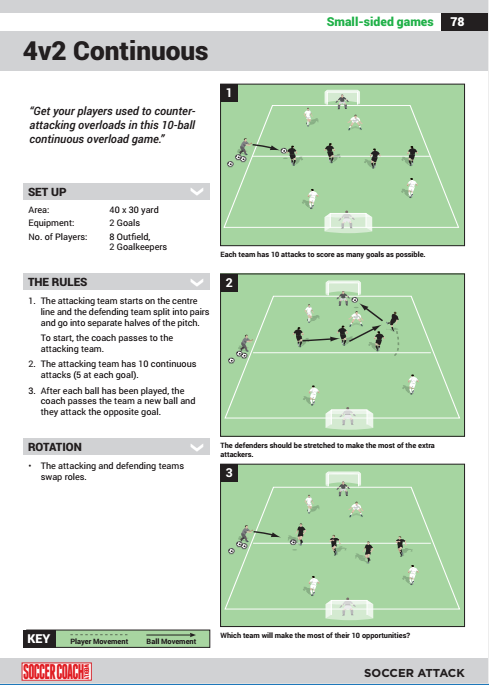 Small-sided games 78
4v2 Continuous
“Get your players used to counter-
attacking overloads in this 10-ball
continuous overload game.”
SET UP
Area: 40 x 30 yard
Equipment: 2 Goals
No. of Players: 8 Outfield,
2 Goalkeepers
THE RULES
1. The attacking team starts on the centre
line and the defending team split into pairs
and go into separate halves of the pitch.
To start, the coach passes to the
attacking team.
2. The attacking team has 10 continuous
attacks (5 at each goal).
3. After each ball has been played, the
coach passes the team a new ball and
they attack the opposite goal.
ROTATION
• The attacking and defending teams
swap roles.
KEY Player Movement Ball Movement
1
Each team has 10 attacks to score as many goals as possible.
2
The defenders should be stretched to make the most of the extra
attackers.
3
Which team will make the most of their 10 opportunities?
SOCCER COACH
SOCCER ATTACK